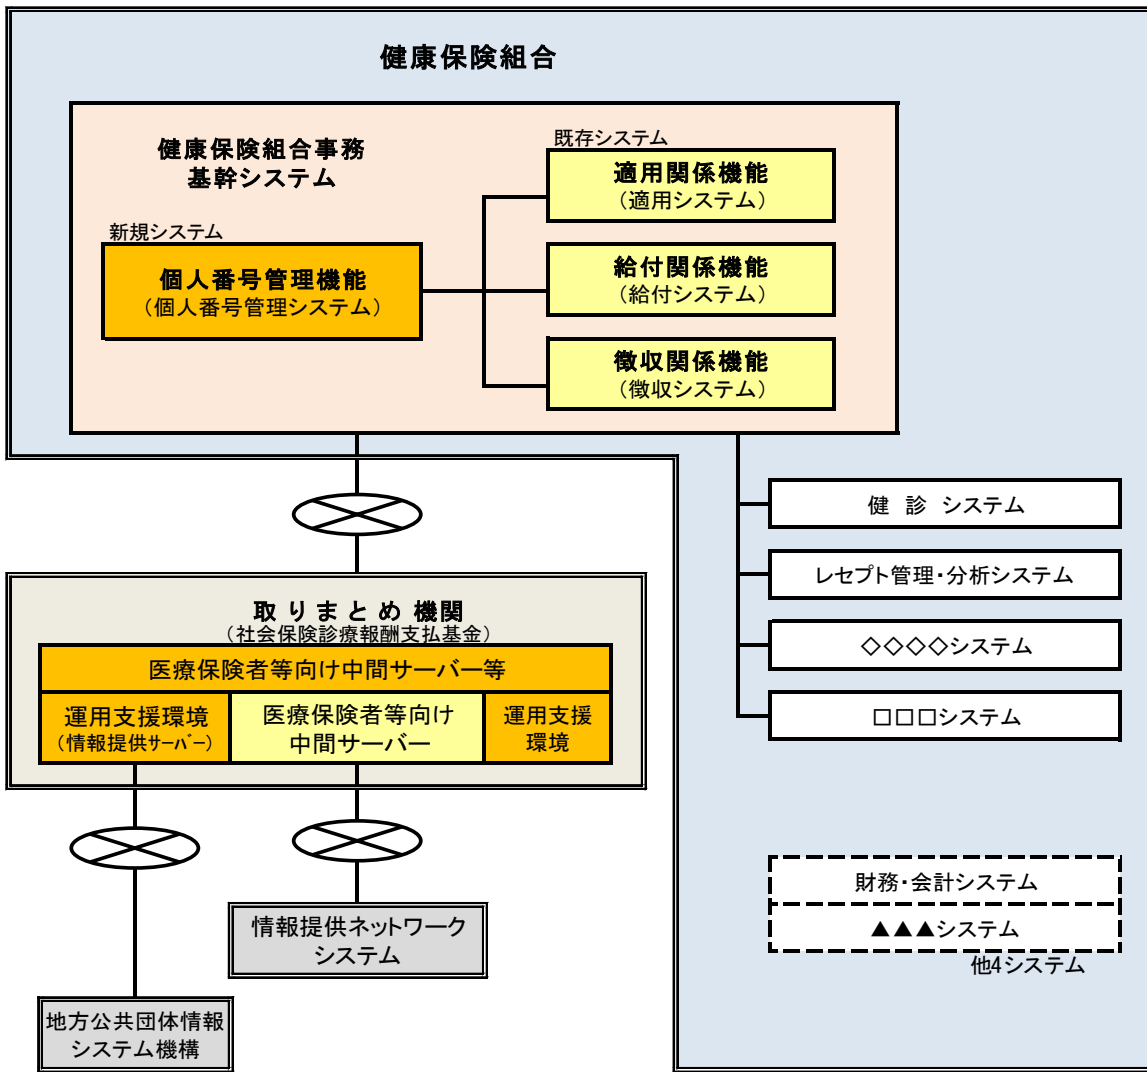 健康保険組合
健康保険組合事務
基幹システム
既存システム
適用関係機能
（適用システム）
新規システム
個人番号管理機能
（個人番号管理システム）
給付関係機能
（給付システム）
徴収関係機能
（徴収システム）
健 診 システム
レセプト管理・分析システム
◇◇◇◇システム
□□□システム
財務・会計システム
▲▲▲システム
他4システム
取 り ま と め 機関
（社会保険診療報酬支払基金）
医療保険者等向け中間サーバー等
運用支援環境
（情報提供サーバー）
医療保険者等向け
中間サーバー
運用支援
環境
情報提供ネットワーク
システム
地方公共団体情報
システム機構